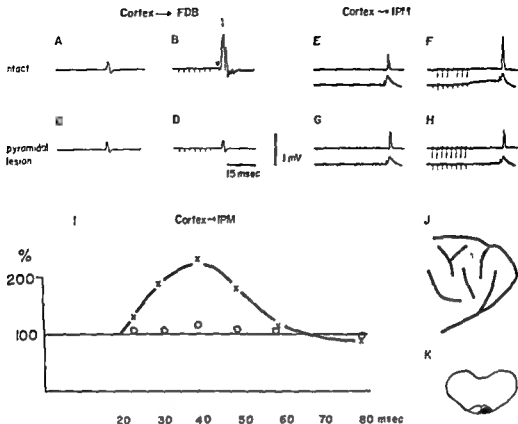 Cortex → FDB
Cortex → IPM
A
B
E
F
ntact
D
G
H
pyramidal
lesion
1 mV
15 msec
I
Cortex→IPM
J
%
200
100
K
20 30 40 50 60 70 80 msec